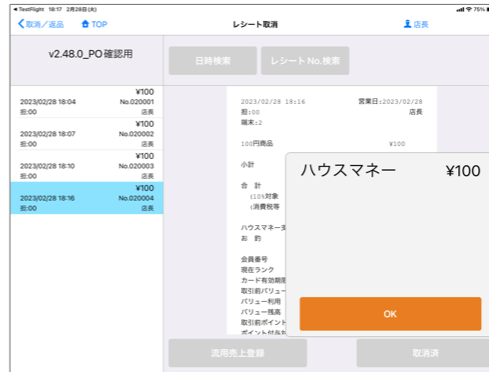 TestFlight 18:17 2月28日(火) 75%
取消／返品 TOP レシート取消 店長
v2.48.0_PO確認用 日時検索 レシートNo.検索
¥100
2023/02/28 18:04 No.020001
担:00 店長
¥100
2023/02/28 18:07 No.020002
担:00 店長
¥100
2023/02/28 18:10 No.020003
担:00 店長
¥100
2023/02/28 18:16 No.020004
担:00 店長
2023/02/28 18:16 営業日:2023/02/28
担:00 店長
端末:2
100円商品 ¥100
小計
合 計
(10%対象
(消費税等
ハウスマネー支
お 釣
会員番号
現在ランク
カード有効期限
取引前バリュー
バリュー利用
バリュー残高
取引前ポイント
ポイント付与対
ハウスマネー ¥100
OK
流用売上登録 取消済